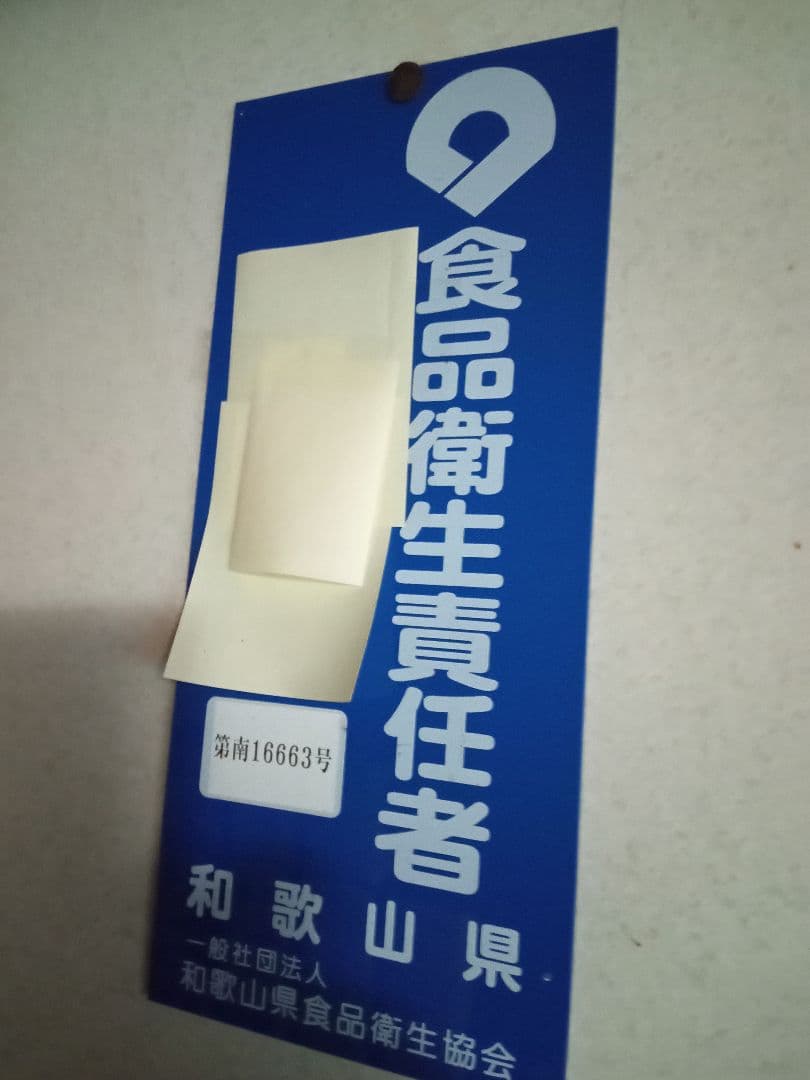 食品衛生責任者
第南16663号
和歌山県
一般社団法人
和歌山県食品衛生協会